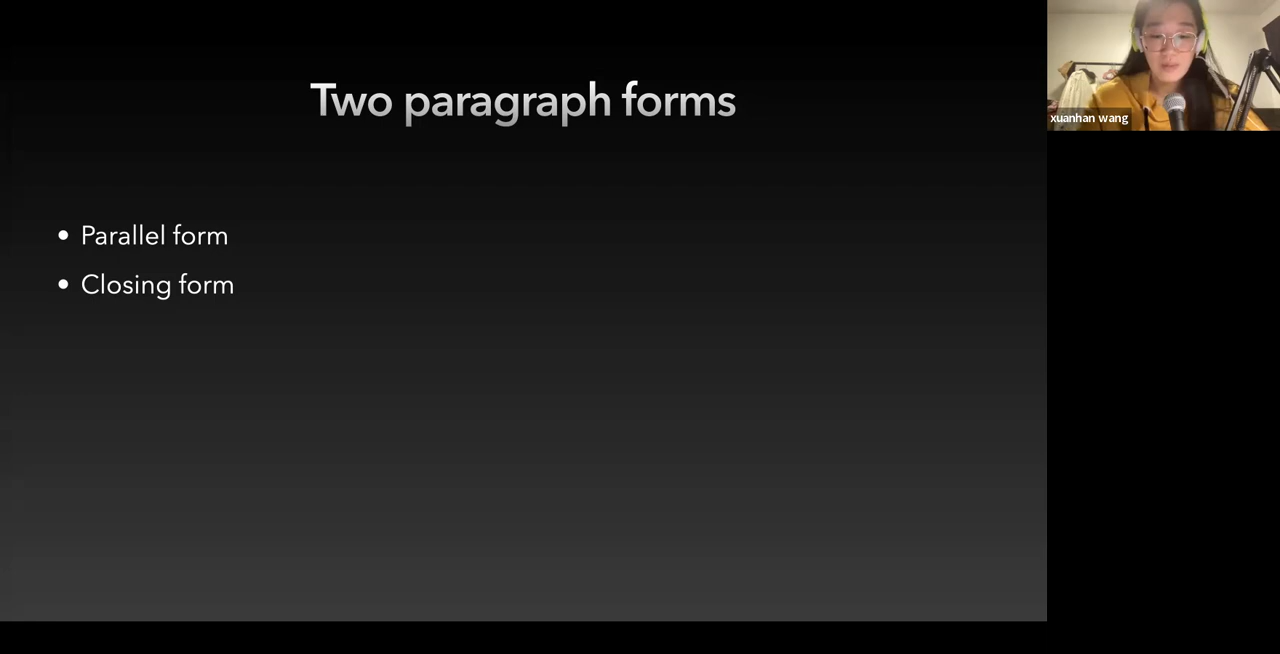 Two paragraph forms
• Parallel form
• Closing form
xuanhan wang